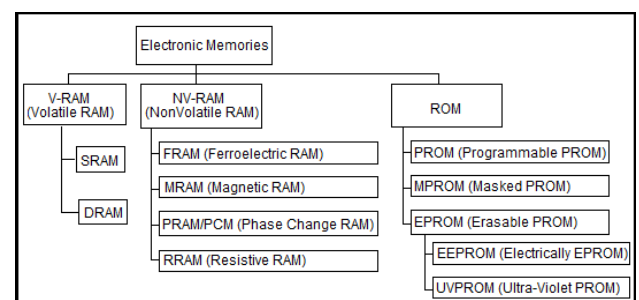 Electronic Memories
V-RAM
(Volatile RAM)
NV-RAM
(NonVolatile RAM)
ROM
SRAM
DRAM
FRAM (Ferroelectric RAM)
MRAM (Magnetic RAM)
PRAM/PCM (Phase Change RAM)
RRAM (Resistive RAM)
PROM (Programmable PROM)
MPROM (Masked PROM)
EPROM (Erasable PROM)
EEPROM (Electrically EPROM)
UVPROM (Ultra-Violet PROM)